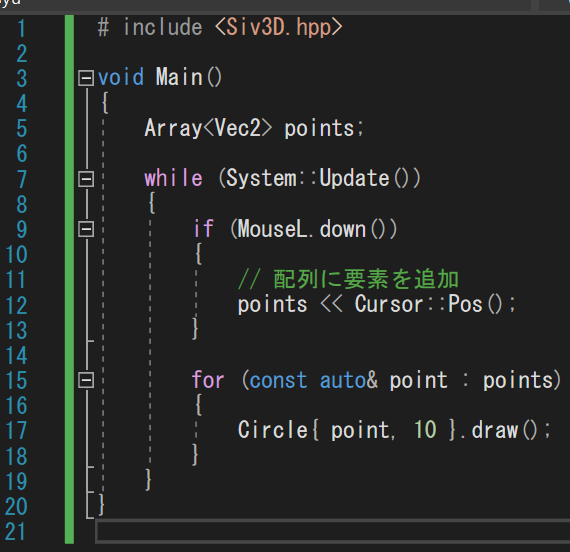 1 # include <Siv3D.hpp>
2
3 void Main()
4 {
5 Array<Vec2> points;
6
7 while (System::Update())
8 {
9 if (MouseL.down())
10 {
11 // 配列に要素を追加
12 points << Cursor::Pos();
13 }
14
15 for (const auto& point : points)
16 {
17 Circle{ point, 10 }.draw();
18 }
19 }
20 }
21